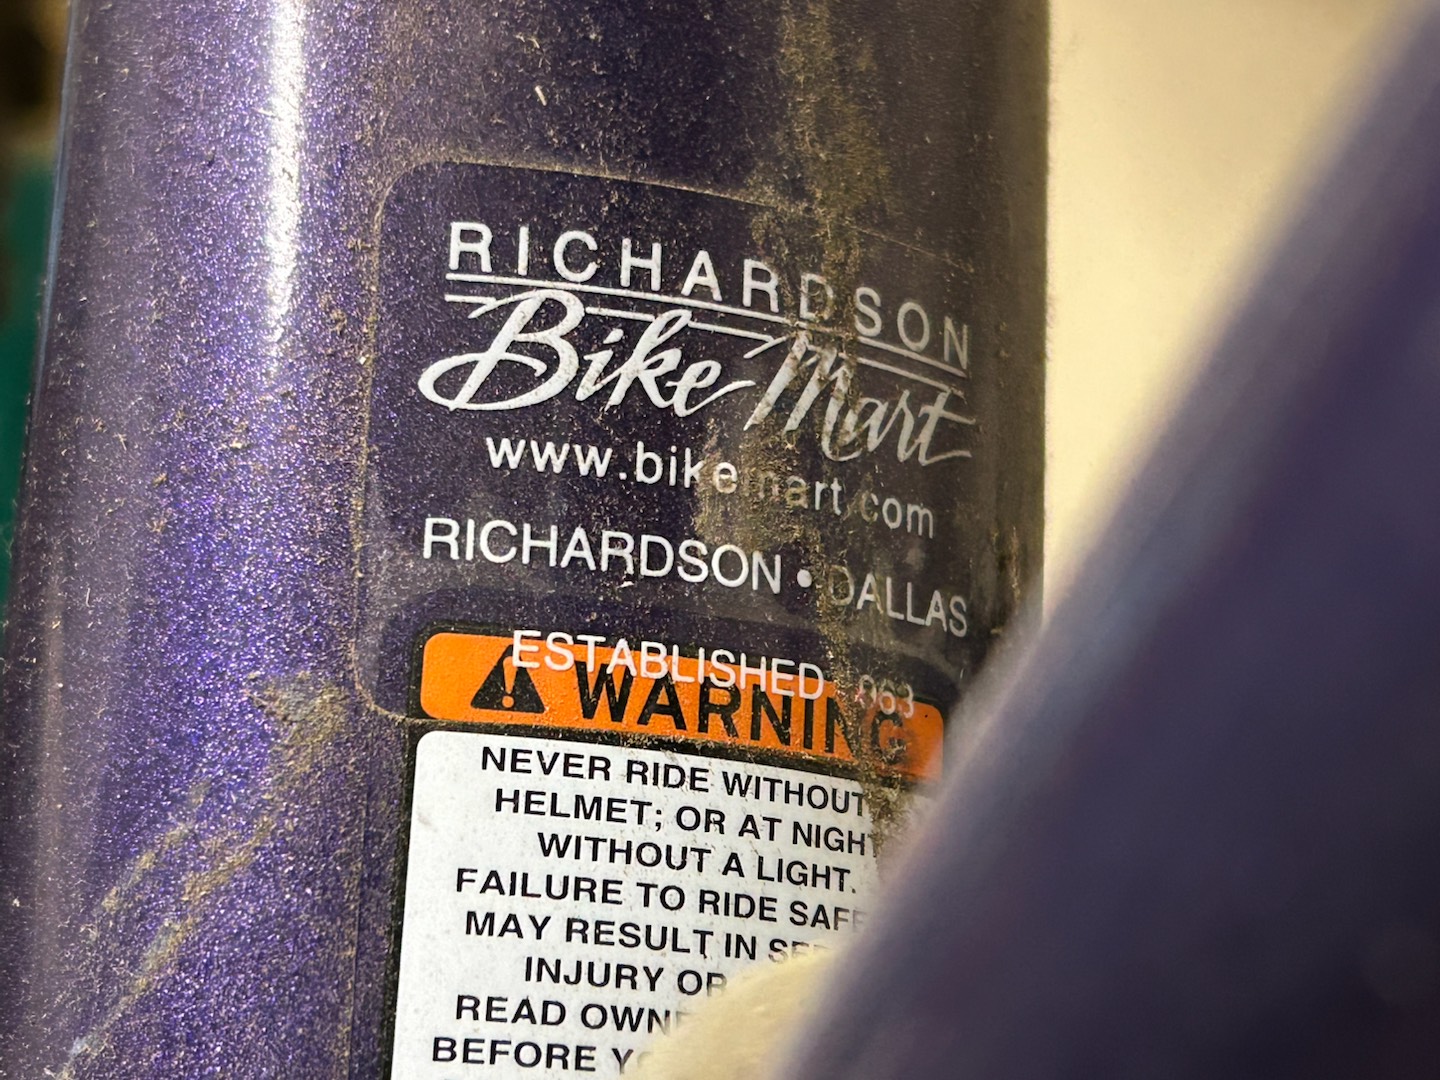 RICHARDSON
Bike Mart
www.bikemart.com
RICHARDSON • DALLAS
ESTABLISHED
WARNING
NEVER RIDE WITHOUT
HELMET; OR AT NIGHT
WITHOUT A LIGHT.
FAILURE TO RIDE
MAY RESULT IN
INJURY OR
READ
BEFORE